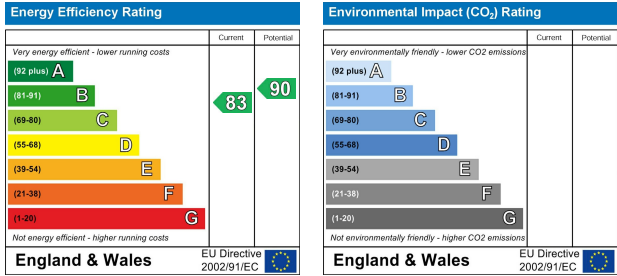 Energy Efficiency Rating
Current Potential
Very energy efficient - lower running costs
(92 plus) A
(81-91) B
(69-80) C
(55-68) D
(39-54) E
(21-38) F
(1-20) G
83
90
Not energy efficient - higher running costs
England & Wales
EU Directive
2002/91/EC
Environmental Impact (CO2) Rating
Current Potential
Very environmentally friendly - lower CO2 emissions
(92 plus) A
(81-91) B
(69-80) C
(55-68) D
(39-54) E
(21-38) F
(1-20) G
Not environmentally friendly - higher CO2 emissions
England & Wales
EU Directive
2002/91/EC